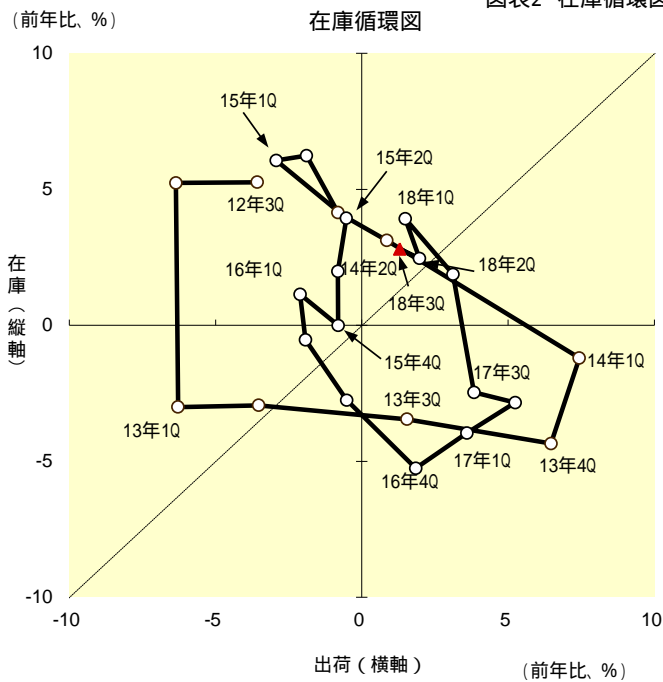 図表2 在庫循環図
(前年比、%)
在庫循環図
10
15年1Q
15年2Q
5
12年3Q
18年1Q
在庫(縦軸)
16年1Q
14年2Q
18年2Q
18年3Q
0
15年4Q
14年1Q
17年3Q
13年1Q
13年3Q
17年1Q
13年4Q
-5
16年4Q
-10
-10
-5
0
5
10
出荷(横軸)
(前年比、%)